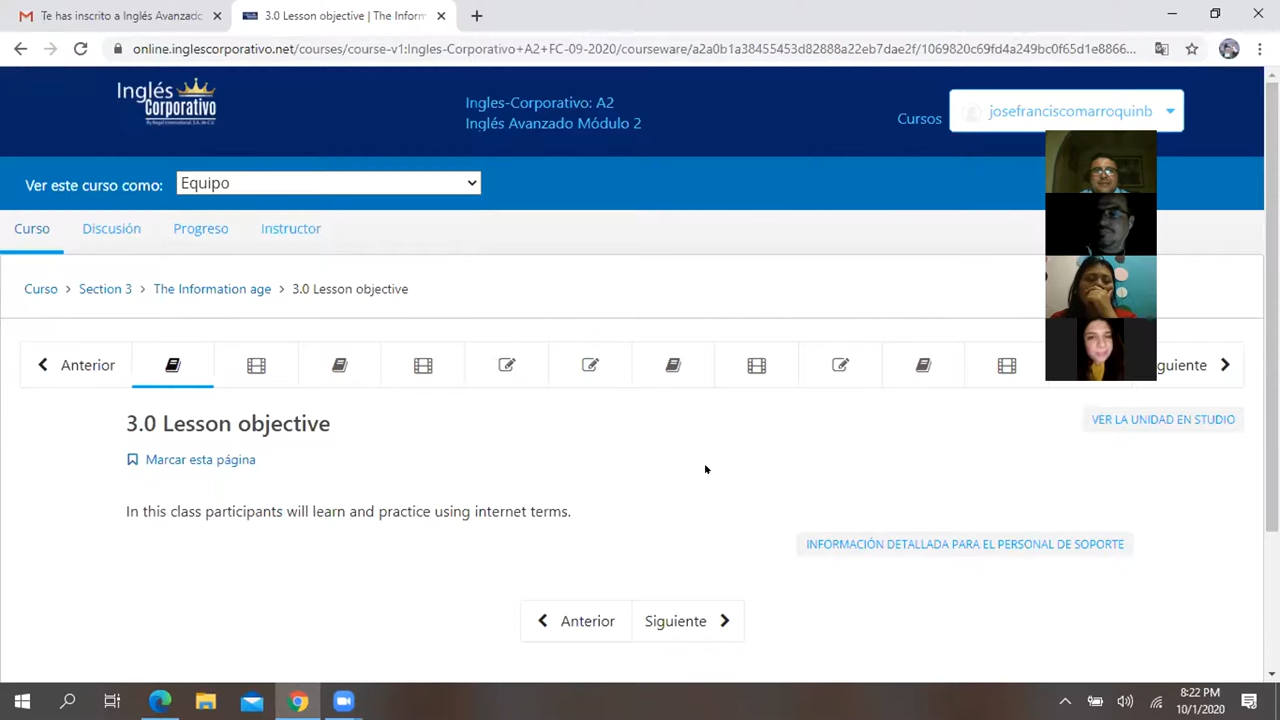 Te has inscrito a Inglés Avanzado
3.0 Lesson objective | The Inform
online.inglescorporativo.net/courses/course-v1:Ingles-Corporativo+A2+FC-09-2020/courseware/a2a0b1a38455453d82888a22eb7dae2f/1069820c69fd4a249bc0f65d1e8866...
Inglés
Corporativo
Ingles-Corporativo: A2
Inglés Avanzado Módulo 2
Cursos
josefranciscomarroquinb
Ver este curso como:
Equipo
Curso
Discusión
Progreso
Instructor
Curso > Section 3 > The Information age > 3.0 Lesson objective
Anterior
guiente
3.0 Lesson objective
VER LA UNIDAD EN STUDIO
Marcar esta página
In this class participants will learn and practice using internet terms.
INFORMACIÓN DETALLADA PARA EL PERSONAL DE SOPORTE
Anterior
Siguiente
8:22 PM
10/1/2020